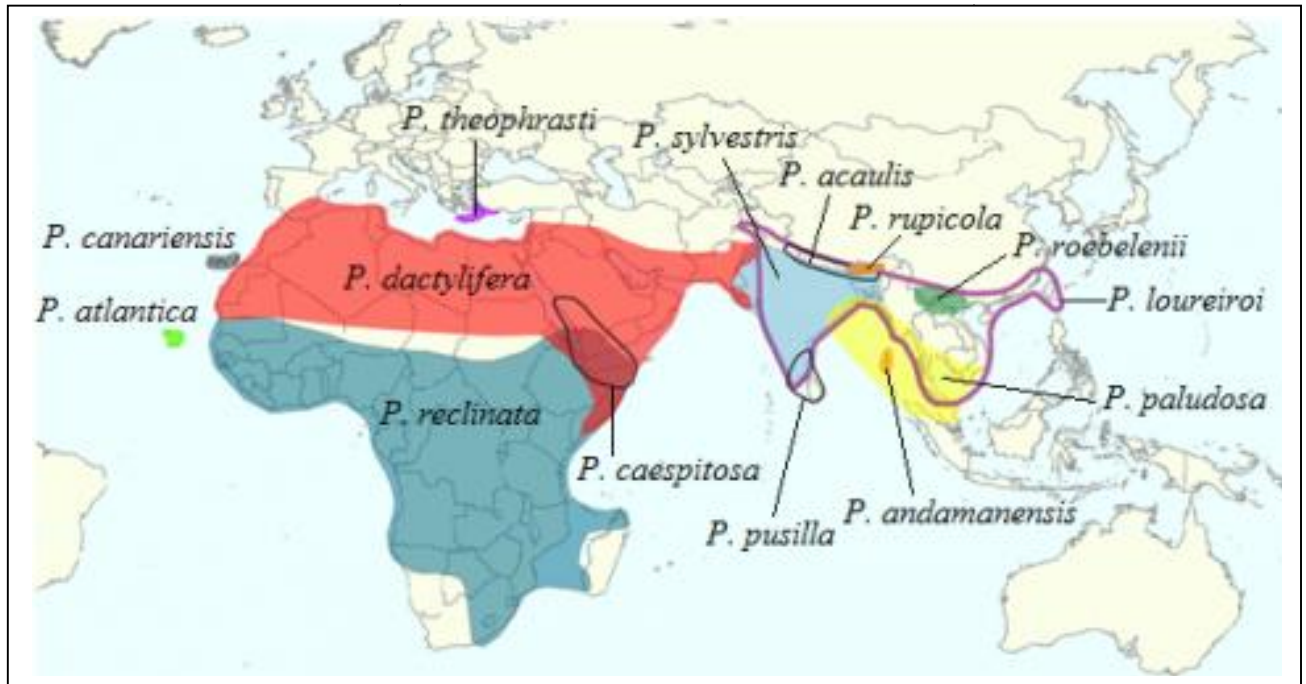 P. theophrasti
P. sylvestris
P. acaulis
P. rupicola
P. canariensis
P. roebelenii
P. dactylifera
P. loureiroi
P. atlantica
P. reclinata
P. paludosa
P. caespitosa
P. andamanensis
P. pusilla